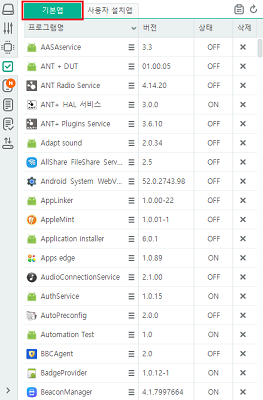 기본앱 사용자 설치앱
프로그램명 버전 상태 삭제
AASAservice 3.3 OFF
ANT + DUT 01.00.05 OFF
ANT Radio Service 4.14.20 OFF
ANT+ HAL 서비스 3.0.0 ON
ANT+ Plugins Service 3.6.10 OFF
Adapt sound 2.0.34 OFF
AllShare FileShare Serv... 2.5 OFF
Android System WebV... 52.0.2743.98 OFF
AppLinker 1.0.00-22 OFF
AppleMint 1.0.01-1 OFF
Application installer 6.0.1 OFF
Apps edge 1.0.89 ON
AudioConnectionService 2.1.00 OFF
AuthService 1.0.15 ON
AutoPreconfig 2.0.0 OFF
Automation Test 1.0 ON
BBCAgent 2.0 OFF
BadgeProvider 1.0.12-1 ON
BeaconManager 4.1.7997664 ON